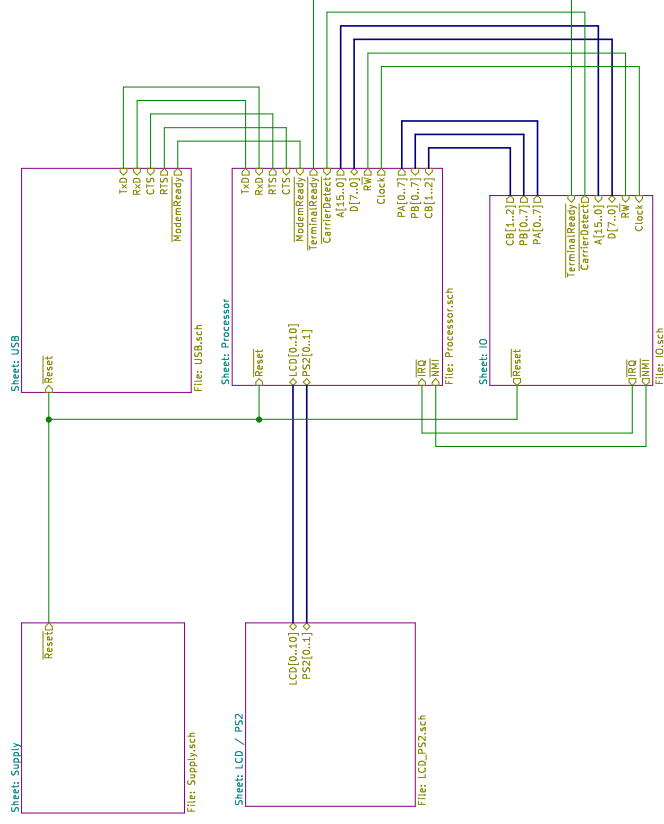 Sheet: USB
TxD
RxD
CTS
RTS
ModemReady
Reset
File: USB.sch
Sheet: Processor
TxD
RxD
RTS
CTS
ModemReady
TerminalReady
CarrierDetect
A[15..0]
D[7..0]
RW
Clock
PA[0..7]
PB[0..7]
CB[1..2]
Reset
LCD[0..10]
PS2[0..1]
IRQ
NMI
File: Processor.sch
Sheet: IO
CB[1..2]
PB[0..7]
PA[0..7]
TerminalReady
CarrierDetect
A[15..0]
D[7..0]
RW
Clock
Reset
IRQ
NMI
File: IO.sch
Sheet: Supply
Reset
File: Supply.sch
Sheet: LCD / PS2
LCD[0..10]
PS2[0..1]
File: LCD_PS2.sch